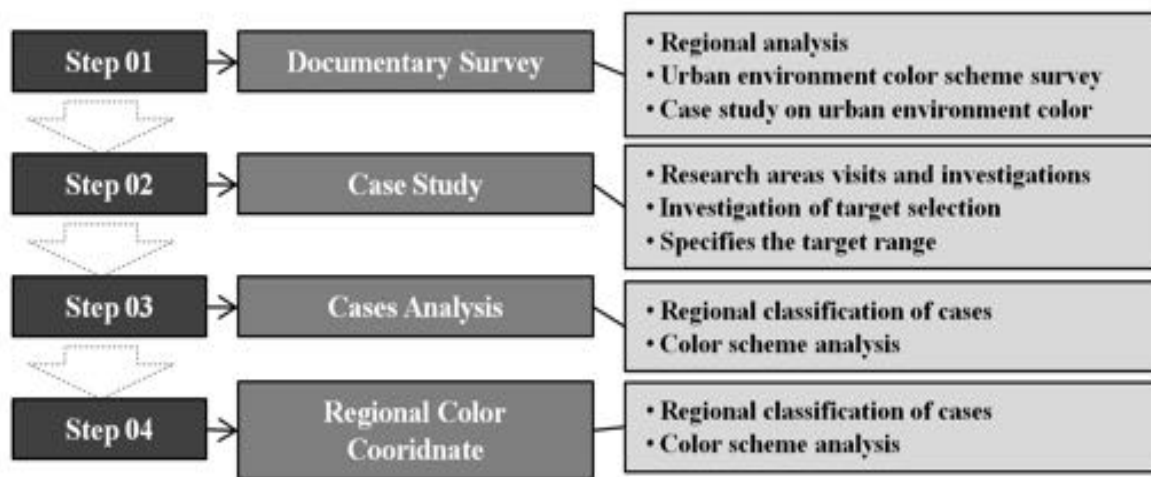 Step 01
Documentary Survey
• Regional analysis
• Urban environment color scheme survey
• Case study on urban environment color
Step 02
Case Study
• Research areas visits and investigations
• Investigation of target selection
• Specifies the target range
Step 03
Cases Analysis
• Regional classification of cases
• Color scheme analysis
Step 04
Regional Color
Cooridnate
• Regional classification of cases
• Color scheme analysis